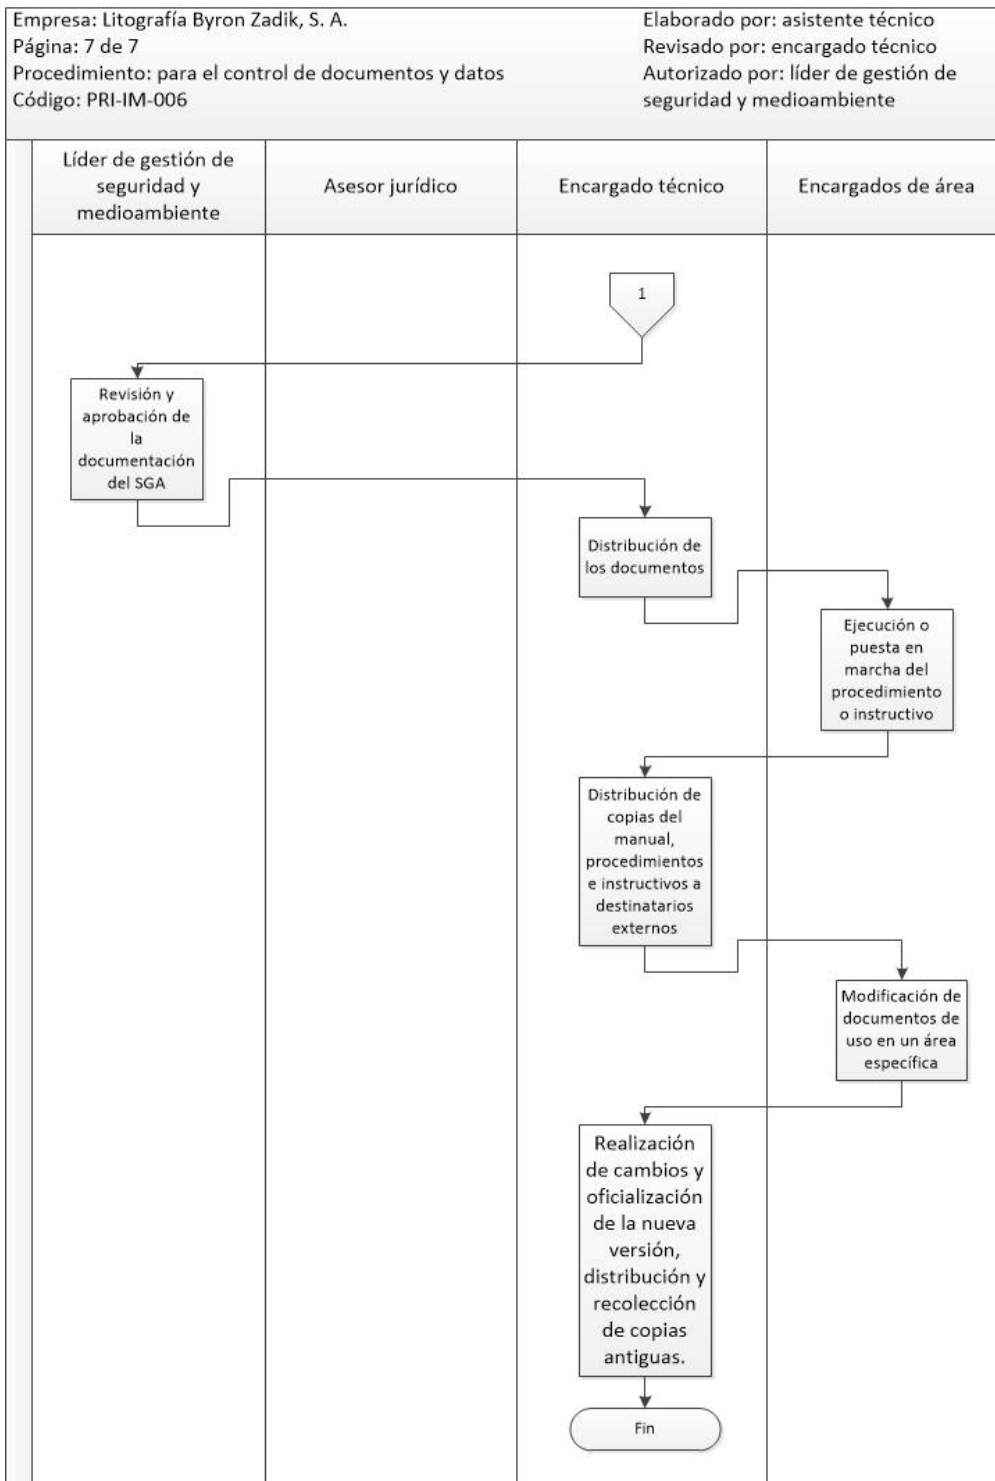 Empresa: Litografía Byron Zadik, S. A.
Página: 7 de 7
Procedimiento: para el control de documentos y datos
Código: PRI-IM-006
Elaborado por: asistente técnico
Revisado por: encargado técnico
Autorizado por: líder de gestión de
seguridad y medioambiente
Líder de gestión de
seguridad y
medioambiente
Asesor jurídico
Encargado técnico
Encargados de área
1
Revisión y
aprobación de
la
documentación
del SGA
Distribución de
los documentos
Ejecución o
puesta en
marcha del
procedimiento
o instructivo
Distribución de
copias del
manual,
procedimientos
e instructivos a
destinatarios
externos
Modificación de
documentos de
uso en un área
específica
Realización
de cambios y
oficialización
de la nueva
versión,
distribución y
recolección
de copias
antiguas.
Fin